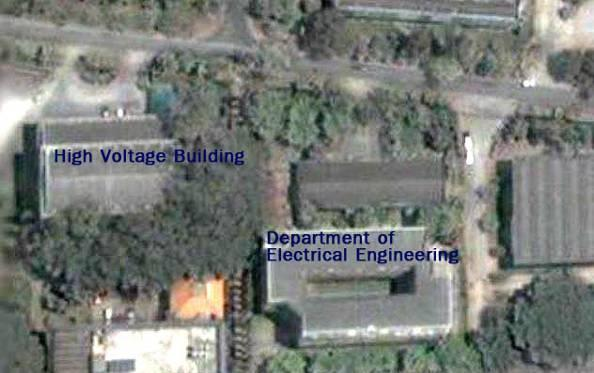 High Voltage Building
Department of
Electrical Engineering